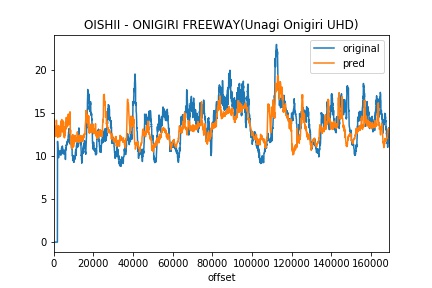 OISHII - ONIGIRI FREEWAY(Unagi Onigiri UHD)
original
pred
20
15
10
5
0
0 20000 40000 60000 80000 100000 120000 140000 160000
offset